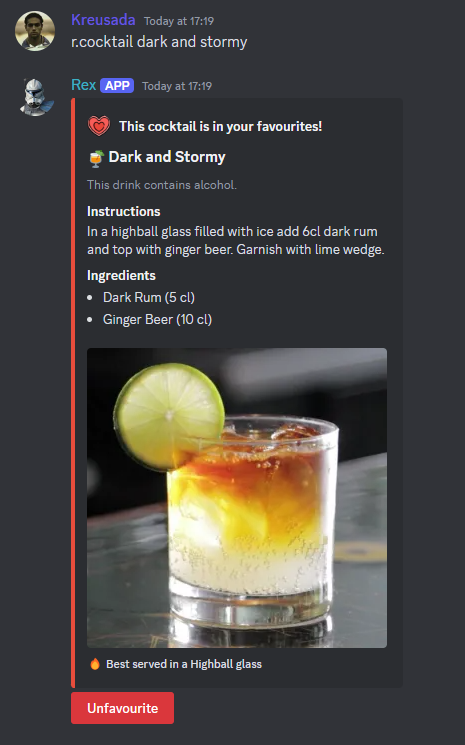 Kreusada Today at 17:19
r.cocktail dark and stormy
Rex APP Today at 17:19
This cocktail is in your favourites!
Dark and Stormy
This drink contains alcohol.
Instructions
In a highball glass filled with ice add 6cl dark rum
and top with ginger beer. Garnish with lime wedge.
Ingredients
• Dark Rum (5 cl)
• Ginger Beer (10 cl)
🔥 Best served in a Highball glass
Unfavourite